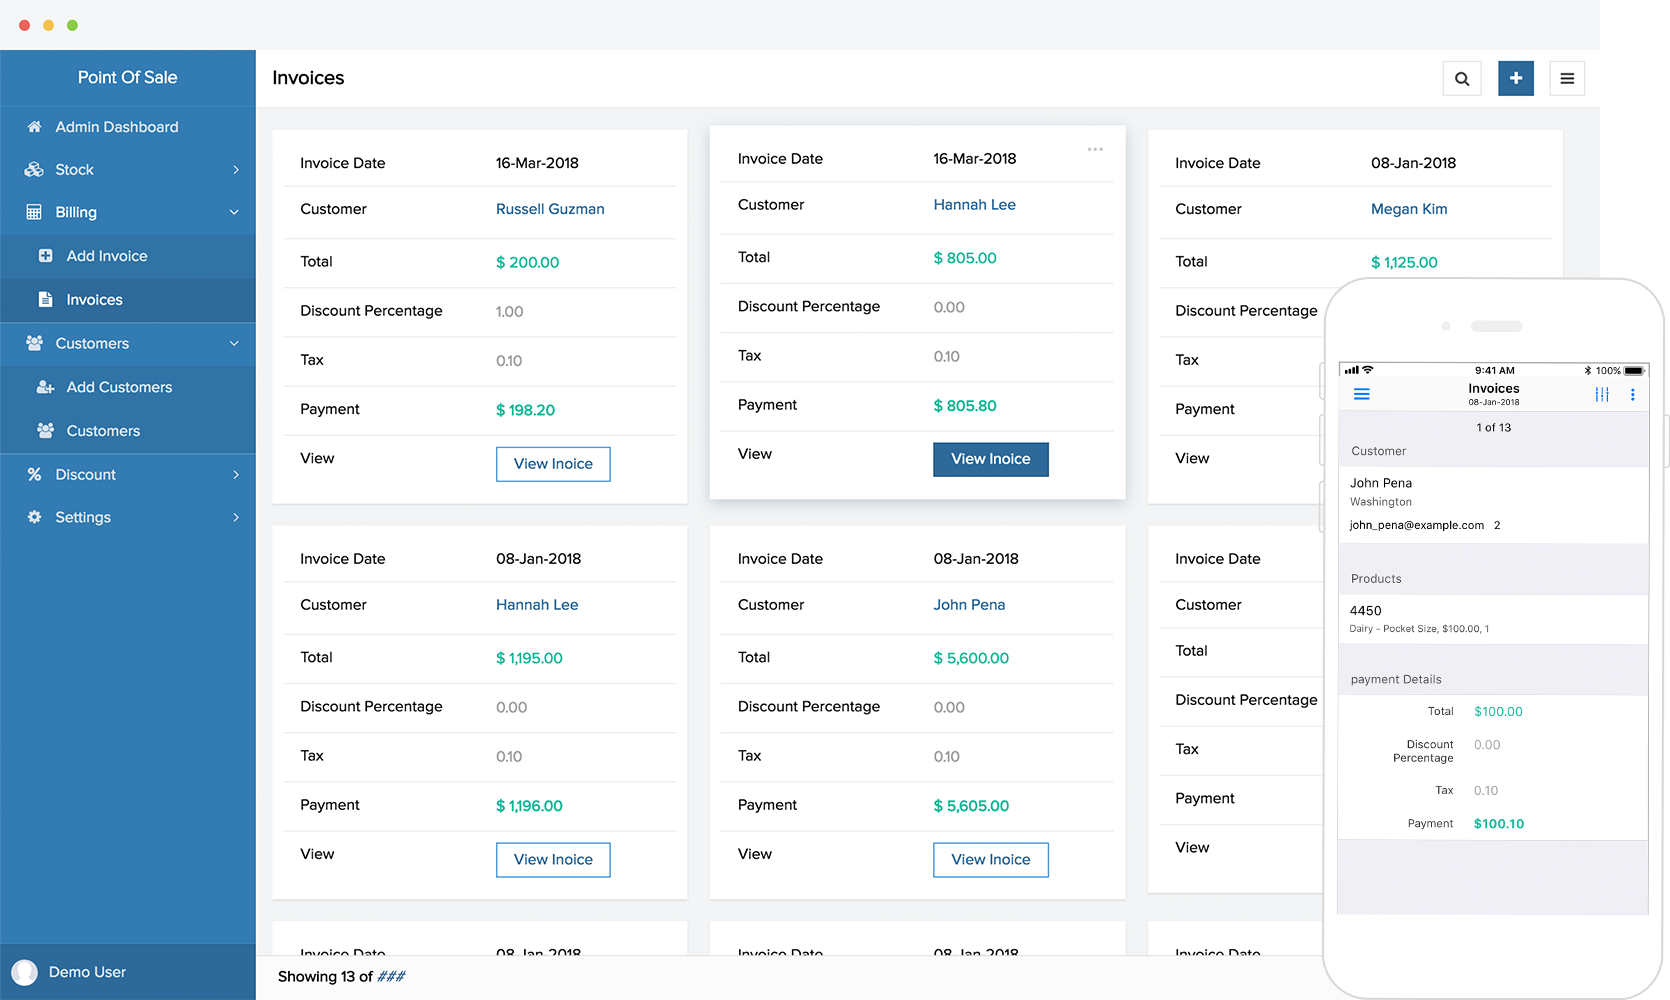 Point Of Sale
Admin Dashboard
Stock
Billing
Add Invoice
Invoices
Customers
Add Customers
Customers
Discount
Settings
Demo User
Invoices
Invoice Date 16-Mar-2018
Customer Russell Guzman
Total $ 200.00
Discount Percentage 1.00
Tax 0.10
Payment $ 198.20
View View Inoice
Invoice Date 16-Mar-2018
Customer Hannah Lee
Total $ 805.00
Discount Percentage 0.00
Tax 0.10
Payment $ 805.80
View View Inoice
Invoice Date 08-Jan-2018
Customer Megan Kim
Total $ 1,125.00
Discount Percentage
Tax
Payment
View
Invoice Date 08-Jan-2018
Customer Hannah Lee
Total $ 1,195.00
Discount Percentage 0.00
Tax 0.10
Payment $ 1,196.00
View View Inoice
Invoice Date 08-Jan-2018
Customer John Pena
Total $ 5,600.00
Discount Percentage 0.00
Tax 0.10
Payment $ 5,605.00
View View Inoice
Invoice Date
Customer
Total
Discount Percentage
Tax
Payment
View
Invoice Date 08-Jan-2018
Invoice Date 08-Jan-2018
Invoice Date
Showing 13 of ###
9:41 AM 100%
Invoices
08-Jan-2018
1 of 13
Customer
John Pena
Washington
john_pena@example.com 2
Products
4450
Dairy - Pocket Size, $100.00, 1
payment Details
Total $100.00
Discount Percentage 0.00
Tax 0.10
Payment $100.10